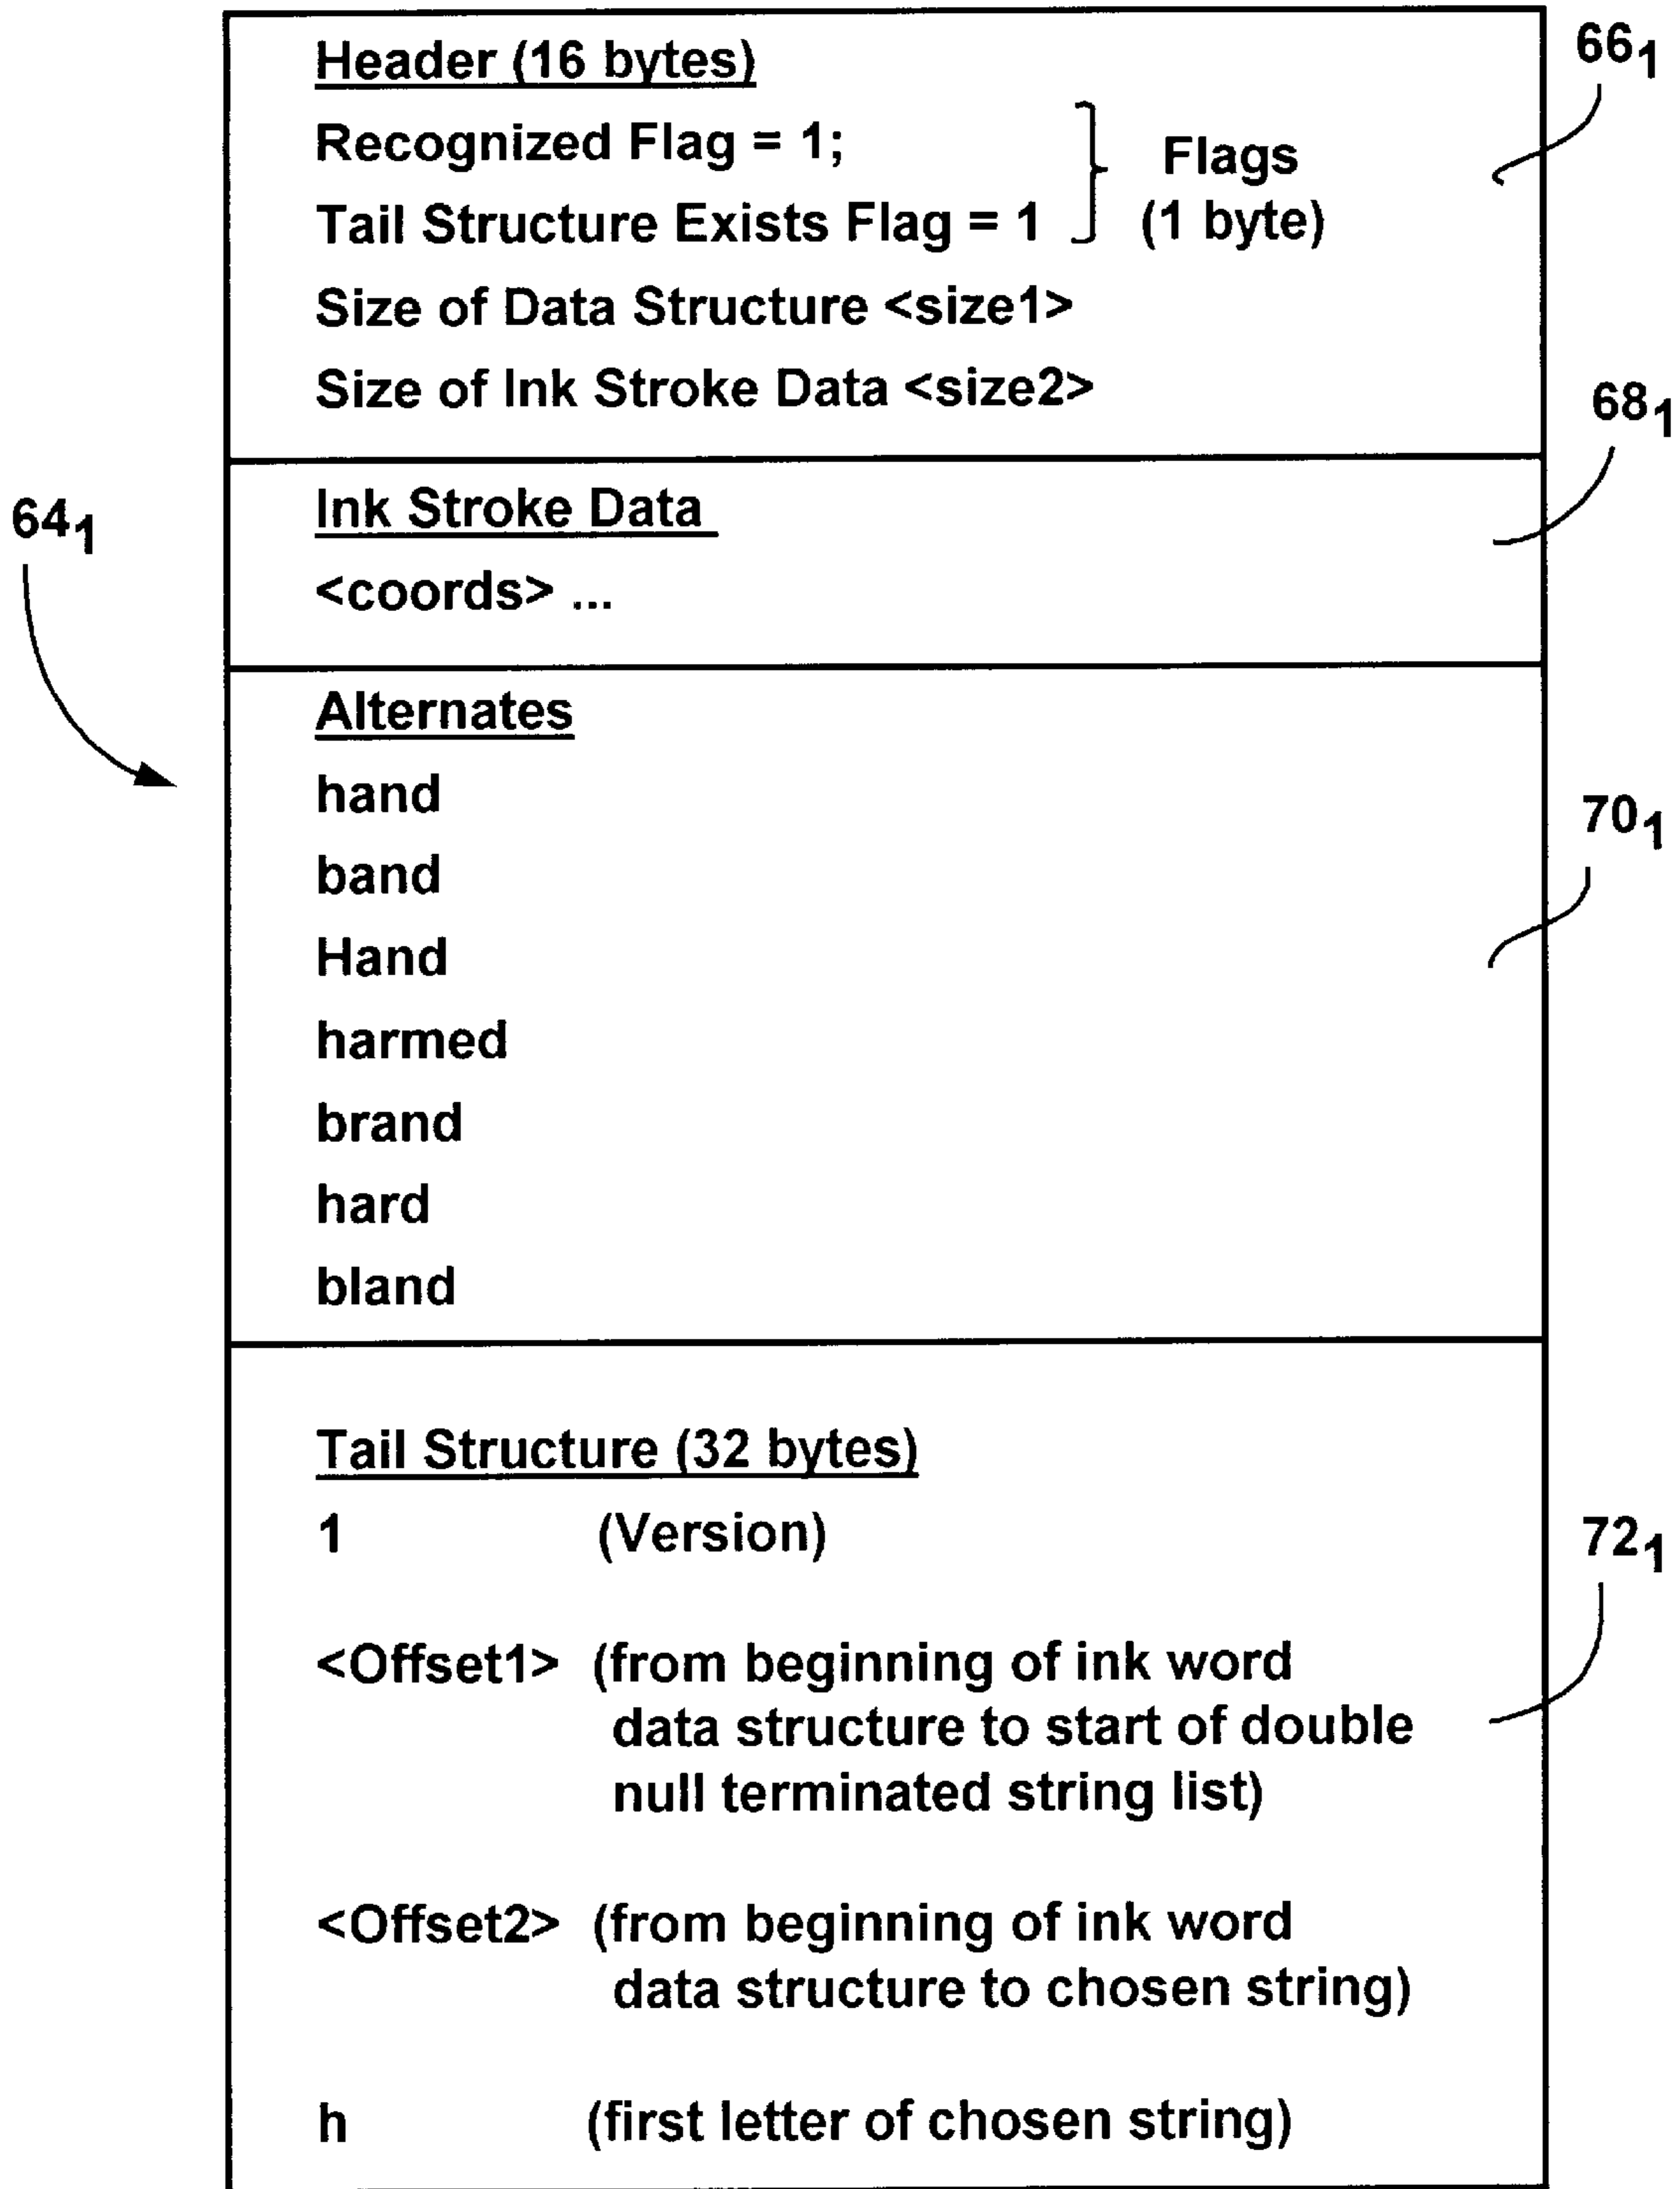 Header (16 bytes)
66₁
Recognized Flag = 1;
Flags
Tail Structure Exists Flag = 1
(1 byte)
Size of Data Structure <size1>
Size of Ink Stroke Data <size2>
68₁
Ink Stroke Data
64₁
<coords> ...
Alternates
hand
70₁
band
Hand
harmed
brand
hard
bland
Tail Structure (32 bytes)
1 (Version)
72₁
<Offset1> (from beginning of ink word
data structure to start of double
null terminated string list)
<Offset2> (from beginning of ink word
data structure to chosen string)
h (first letter of chosen string)